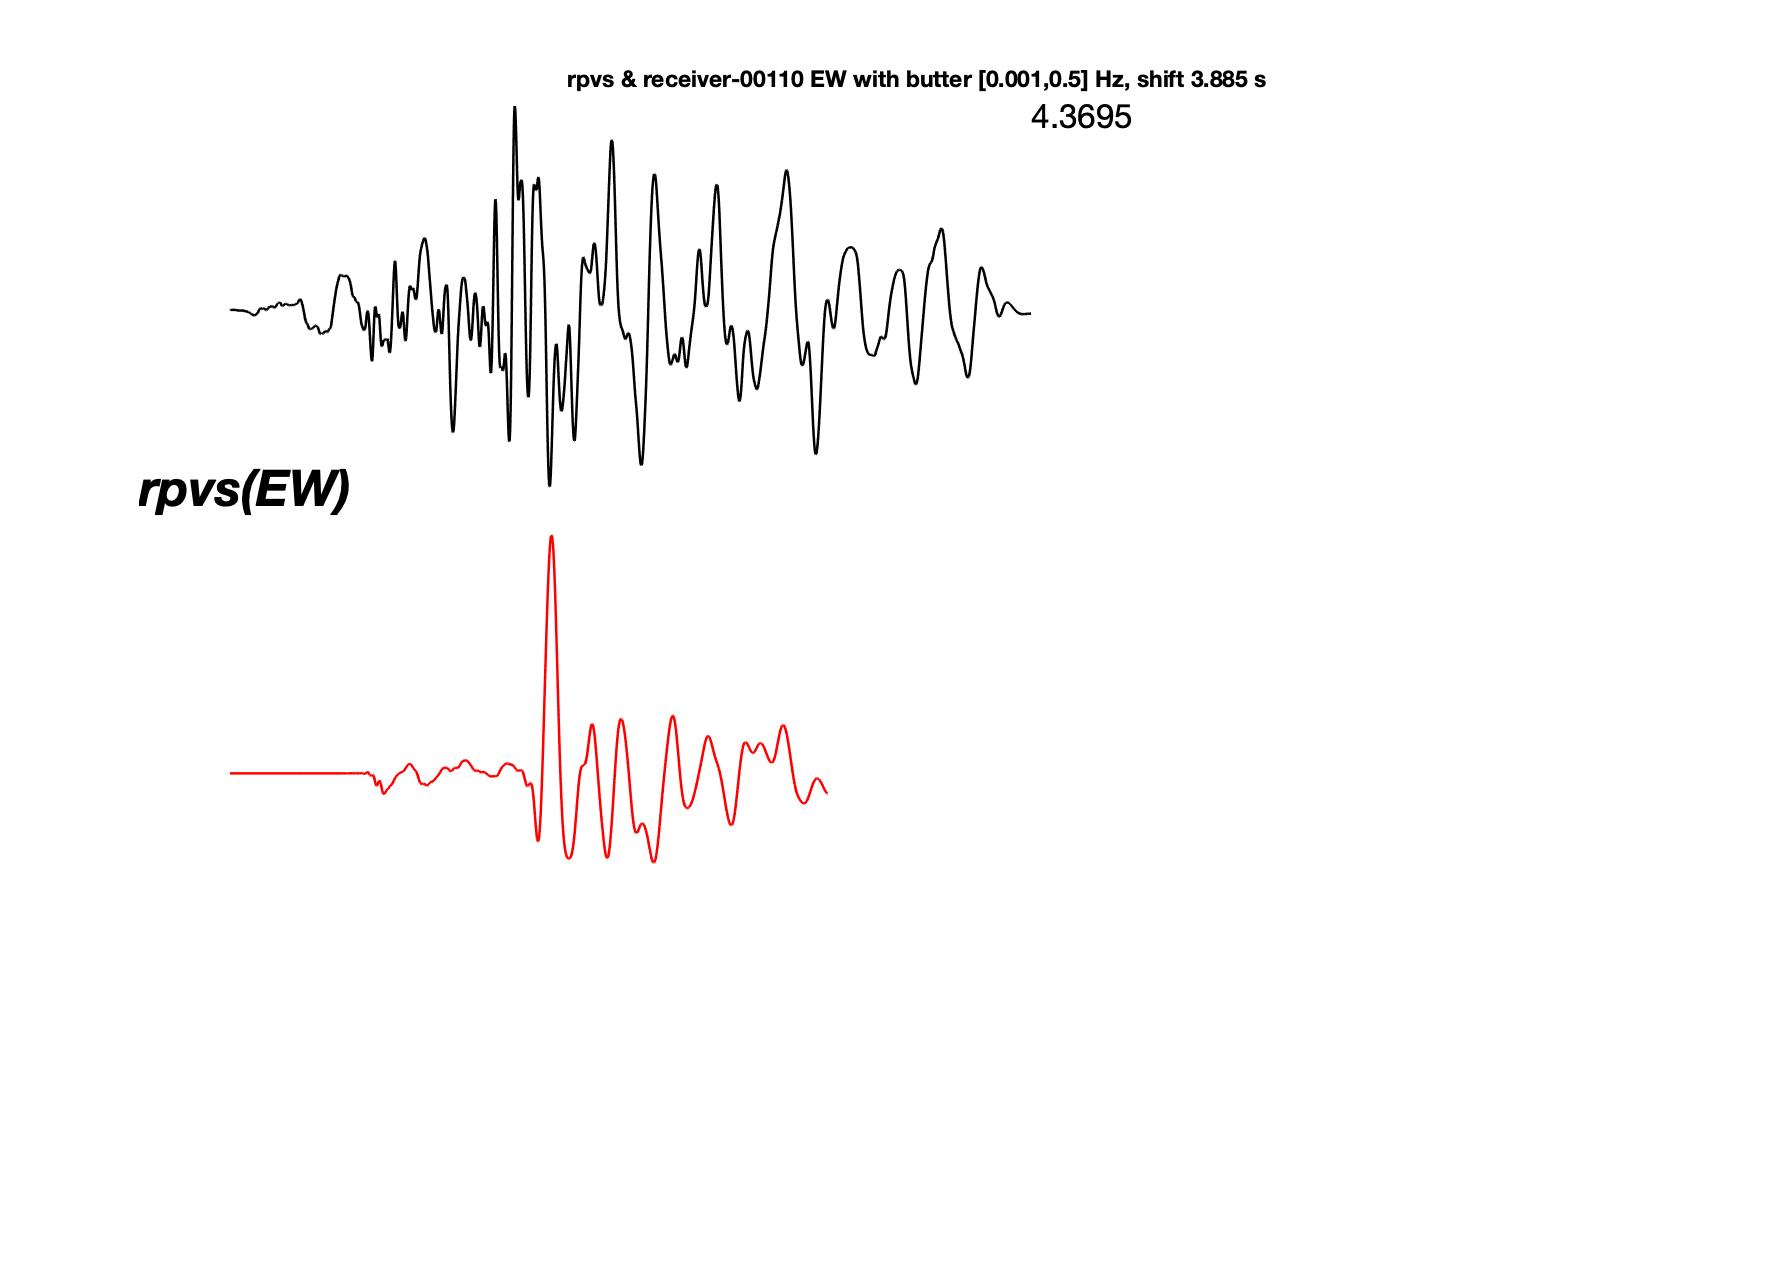 rpvs & receiver-00110 EW with butter [0.001,0.5] Hz, shift 3.885 s
4.3695
rpvs(EW)